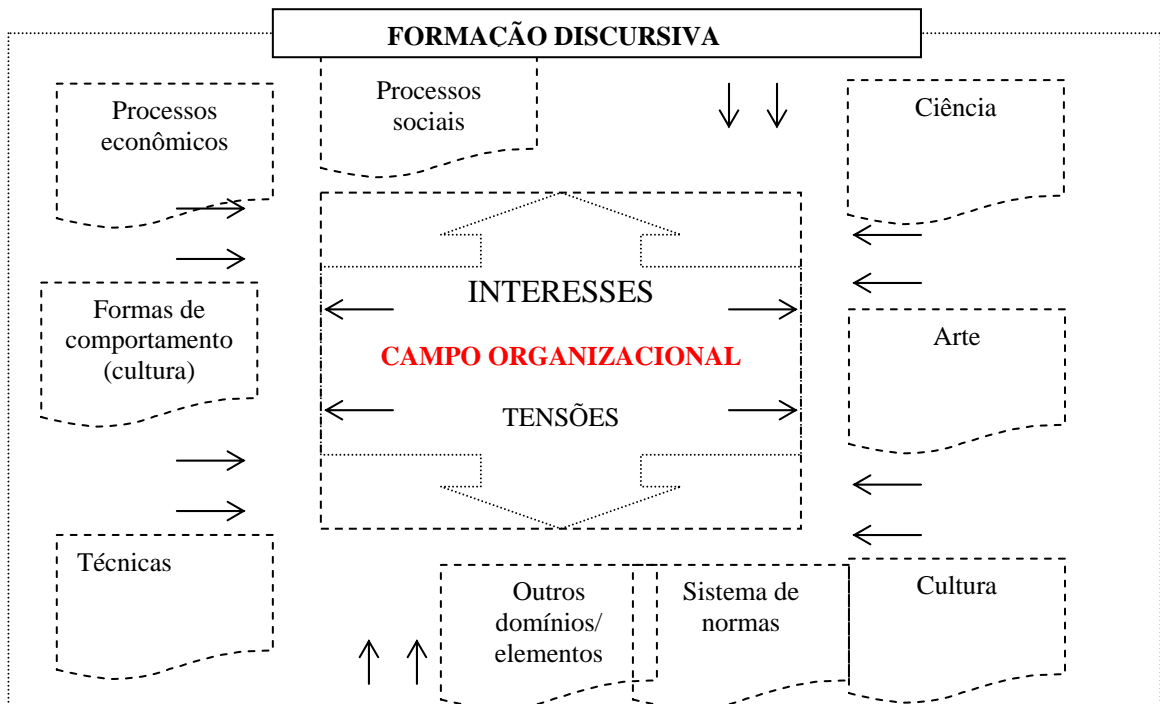 FORMAÇÃO DISCURSIVA
Processos
econômicos
Processos
sociais
Ciência
Formas de
comportamento
(cultura)
INTERESSES
CAMPO ORGANIZACIONAL
TENSÕES
Arte
Técnicas
Outros
domínios/
elementos
Sistema de
normas
Cultura